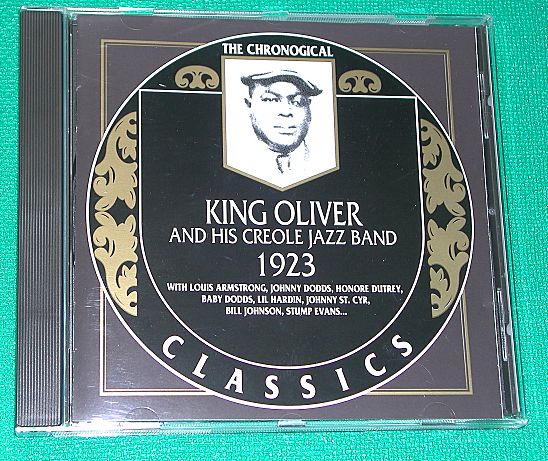 THE CHRONOGICAL
KING OLIVER
AND HIS CREOLE JAZZ BAND
1923
WITH LOUIS ARMSTRONG, JOHNNY DODDS, HONORE DUTREY,
BABY DODDS, LIL HARDIN, JOHNNY ST. CYR,
BILL JOHNSON, STUMP EVANS...
CLASSICS